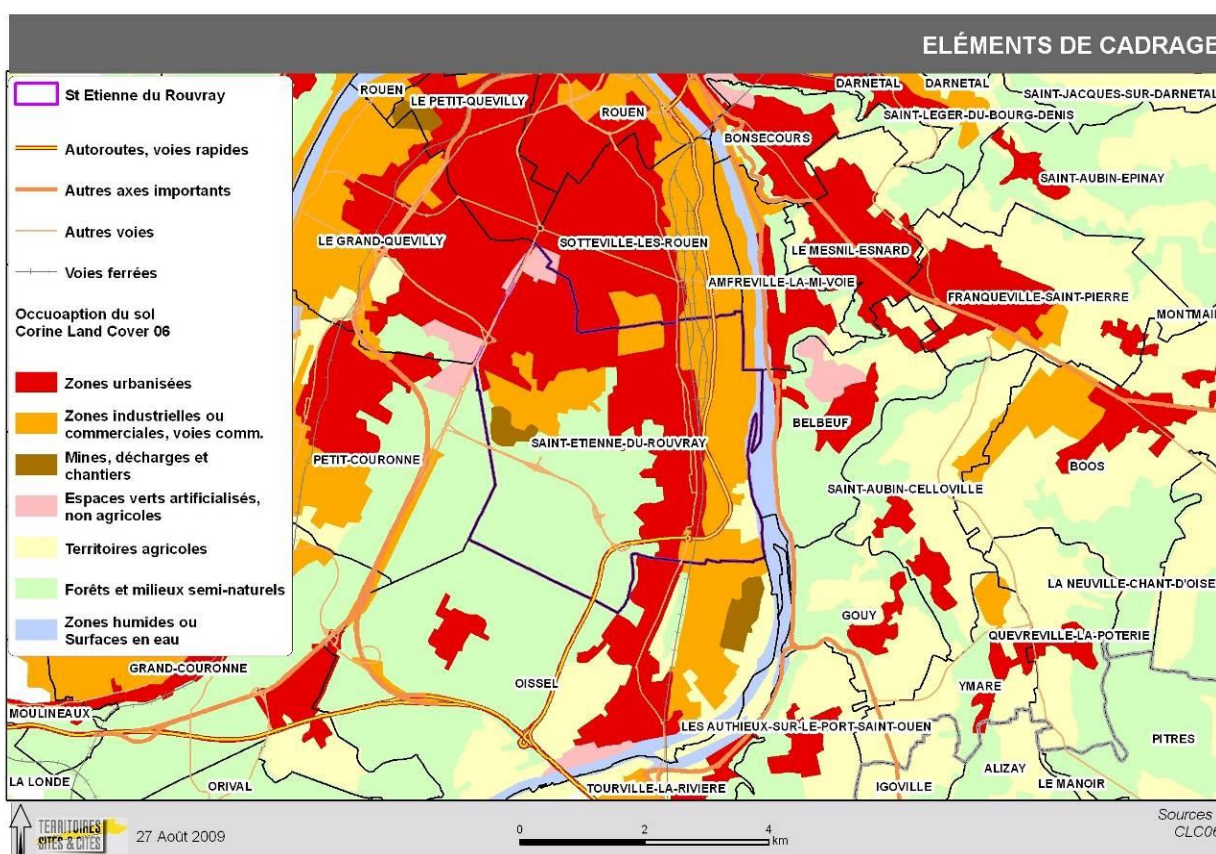 ELÉMENTS DE CADRAGE
St Etienne du Rouvray
Autoroutes, voies rapides
Autres axes importants
Autres voies
Voies ferrées
Occuoaption du sol
Corine Land Cover 06
Zones urbanisées
Zones industrielles ou
commerciales, voies comm.
Mines, décharges et
chantiers
Espaces verts artificialisés,
non agricoles
Territoires agricoles
Forêts et milieux semi-naturels
Zones humides ou
Surfaces en eau
ROUEN
LE PETIT-QUEVILLY
ROUEN
DARNETAL
DARNETAL
SAINT-JACQUES-SUR-DARNETAL
SAINT-LEGER-DU-BOURG-DENIS
BONSECOURS
SAINT-AUBIN-EPINAY
LE GRAND-QUEVILLY
SOTTEVILLE-LES-ROUEN
LE MESNIL-ESNARD
AMFREVILLE-LA-MI-VOIE
FRANQUEVILLE-SAINT-PIERRE
MONTMAIN
BELBEUF
SAINT-ETIENNE-DU-ROUVRAY
PETIT-COURONNE
BOOS
SAINT-AUBIN-CELLOVILLE
LA NEUVILLE-CHANT-D'OISE
GOUY
QUEVREVILLE-LA-POTERIE
GRAND-COURONNE
OISSEL
YMARE
MOULINEAUX
LES AUTHIEUX-SUR-LE-PORT-SAINT-OUEN
PITRES
LA LONDE
ORIVAL
TOURVILLE-LA-RIVIERE
IGOVILLE
ALIZAY
LE MANOIR
TERRITOIRES
SITES & CITES
27 Août 2009
0 2 4
km
Sources
CLC06